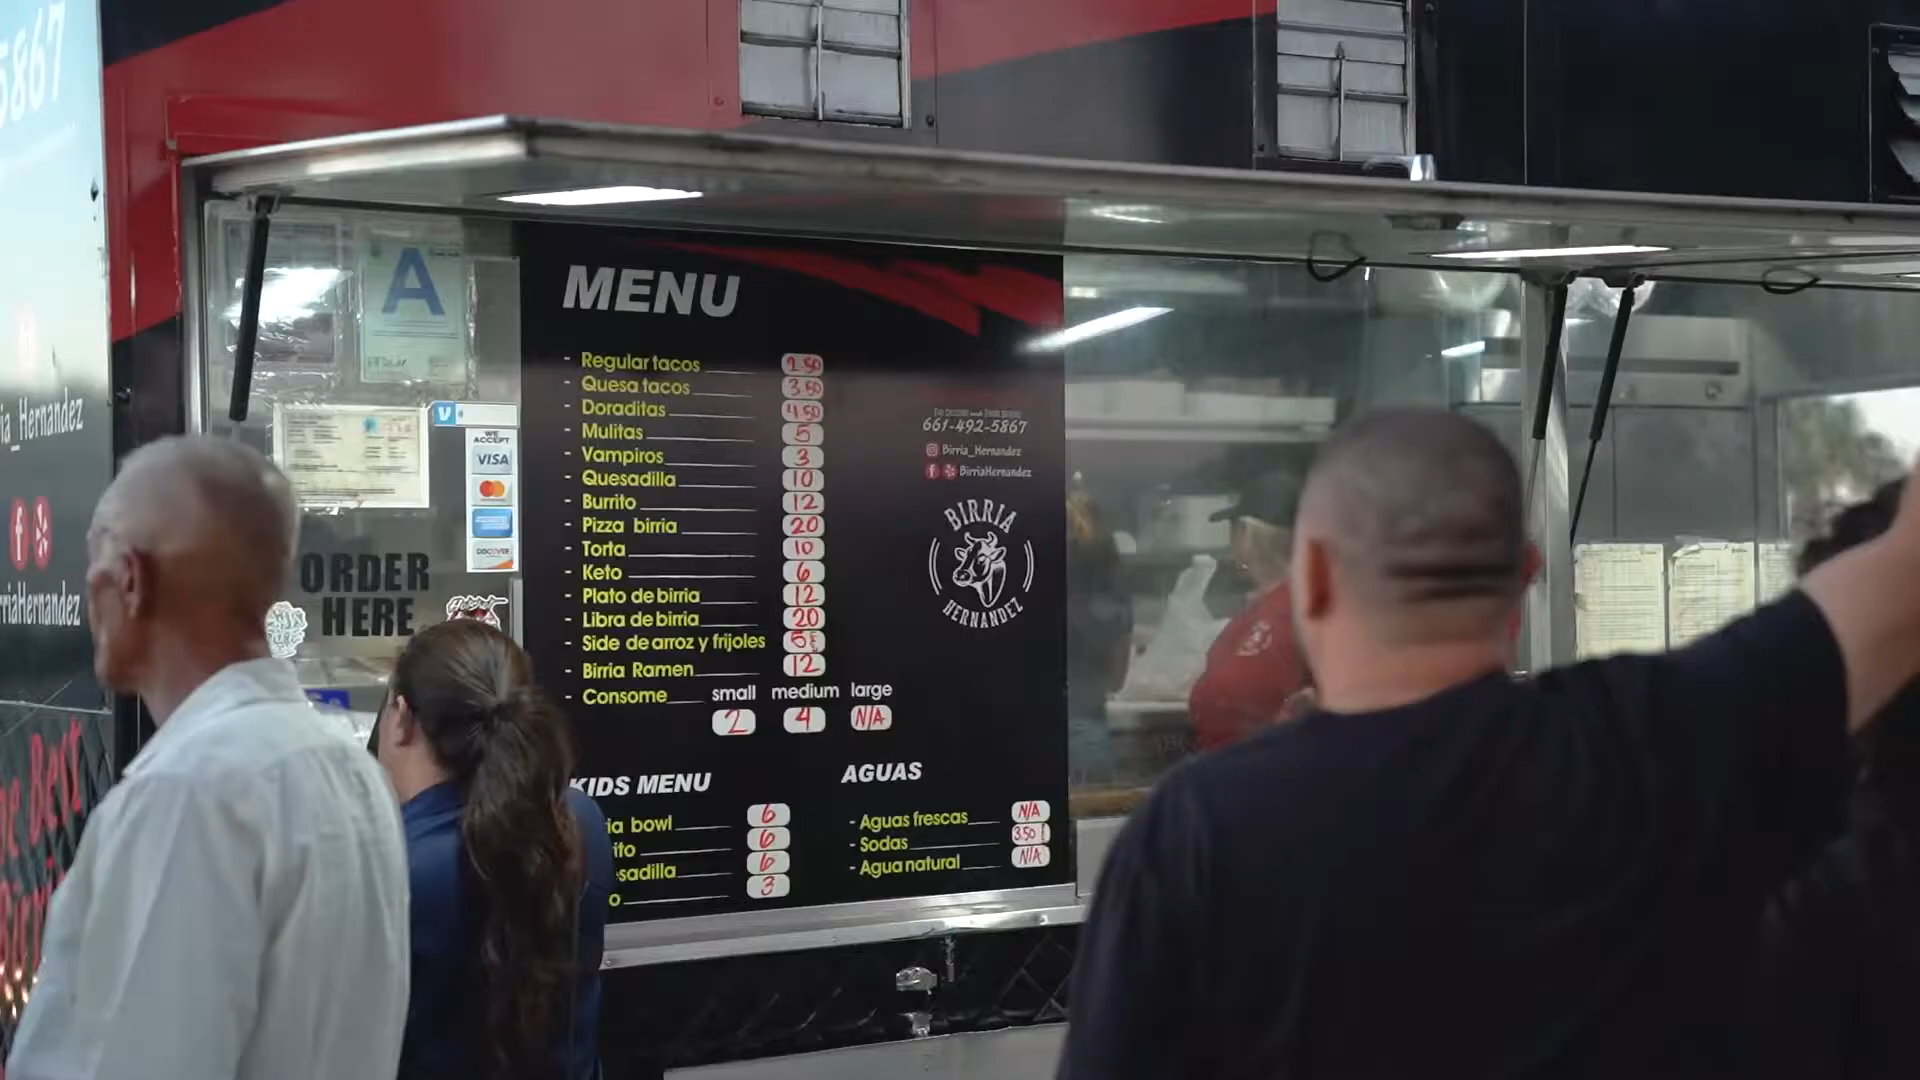 5867
ia_Hernandez
rriaHernandez
A
WE ACCEPT
VISA
DISCOVER
ORDER
HERE
MENU
- Regular tacos 2.50
- Quesa tacos 3.50
- Doraditas 4.50
- Mulitas 5
- Vampiros 3
- Quesadilla 10
- Burrito 12
- Pizza birria 20
- Torta 10
- Keto 6
- Plato de birria 12
- Libra de birria 20
- Side de arroz y frijoles 5
- Birria Ramen 12
- Consome small medium large
2 4 N/A
661-492-5867
Birria_Hernandez
BirriaHernandez
BIRRIA
HERNANDEZ
KIDS MENU
ia bowl 6
ito 6
sadilla 6
o 3
AGUAS
- Aguas frescas N/A
- Sodas 3.50
- Agua natural N/A